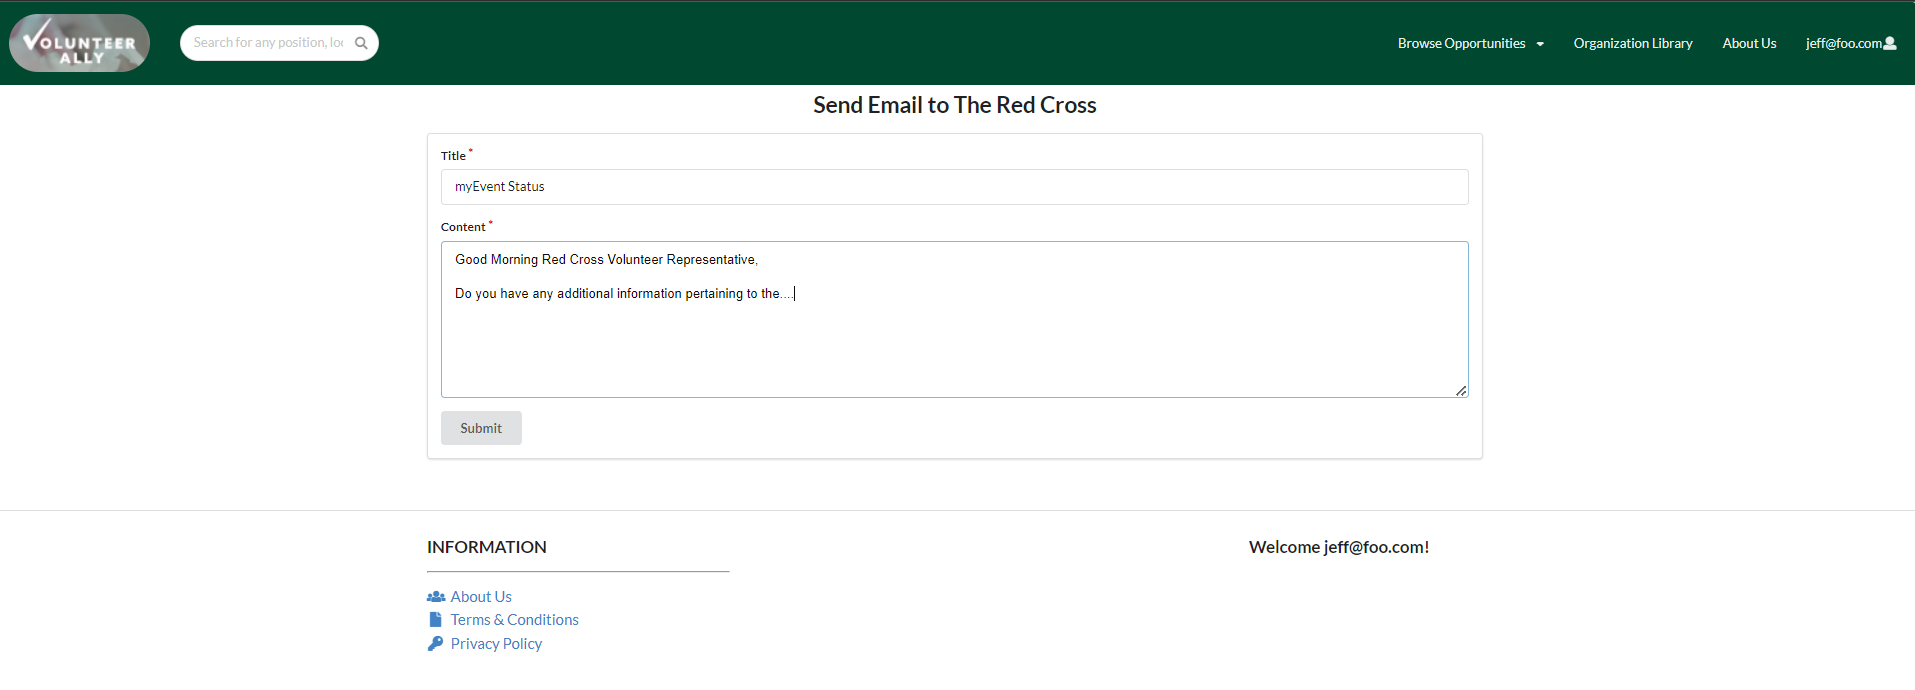 VOLUNTEER
ALLY
Search for any position, loc
Browse Opportunities
Organization Library
About Us
jeff@foo.com
Send Email to The Red Cross
Title *
myEvent Status
Content *
Good Morning Red Cross Volunteer Representative,
Do you have any additional information pertaining to the....
Submit
INFORMATION
Welcome jeff@foo.com!
About Us
Terms & Conditions
Privacy Policy